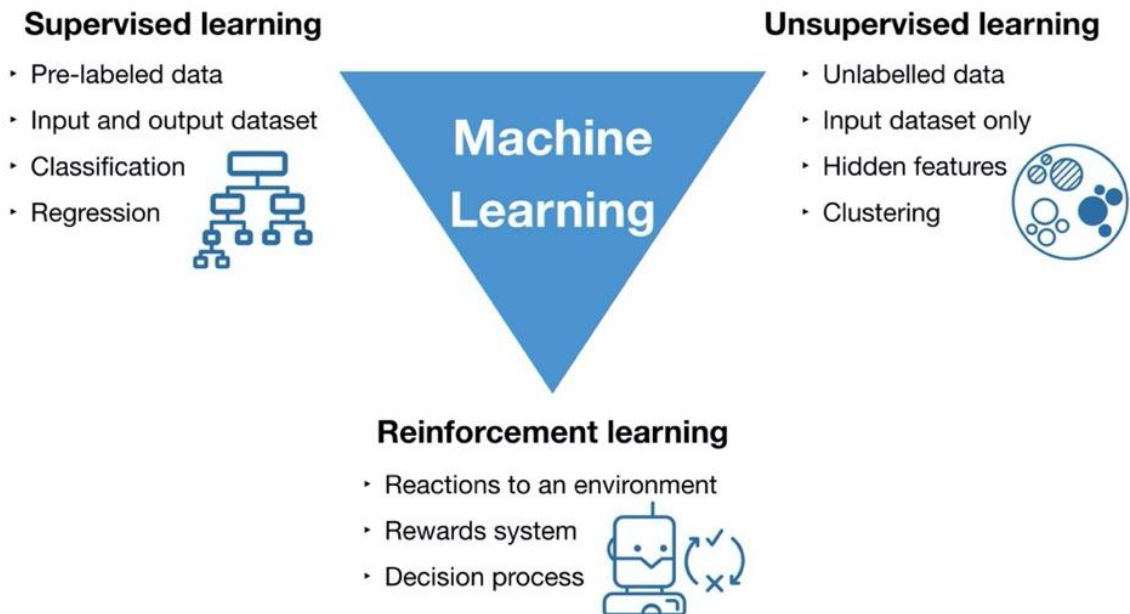 Supervised learning
‣ Pre-labeled data
‣ Input and output dataset
‣ Classification
‣ Regression
Machine
Learning
Unsupervised learning
‣ Unlabelled data
‣ Input dataset only
‣ Hidden features
‣ Clustering
Reinforcement learning
‣ Reactions to an environment
‣ Rewards system
‣ Decision process